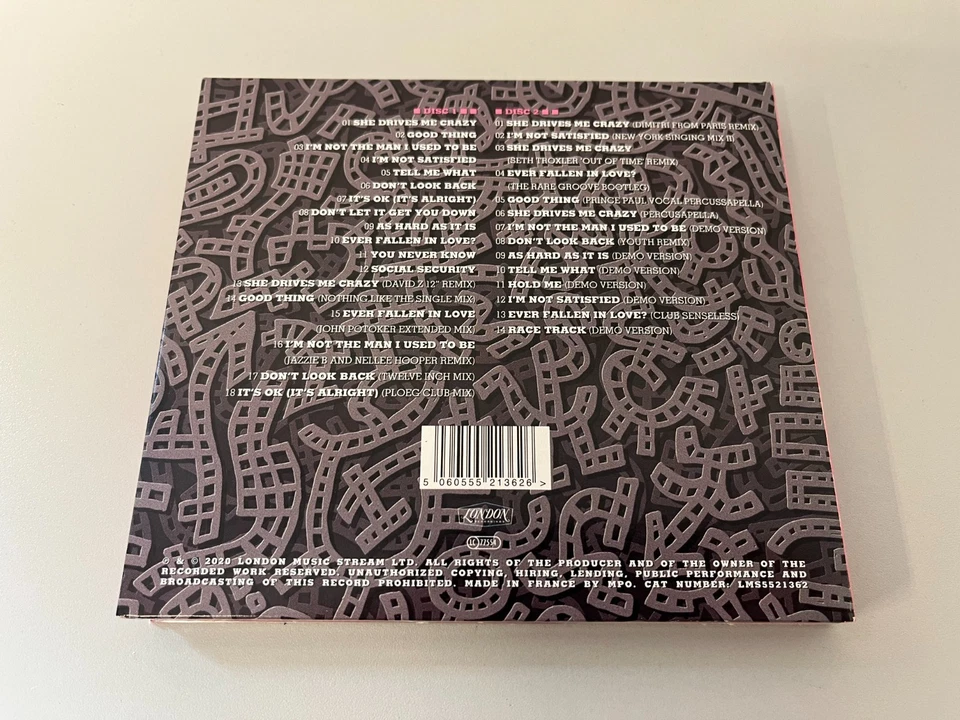 DISC 1
01 SHE DRIVES ME CRAZY
02 GOOD THING
03 I'M NOT THE MAN I USED TO BE
04 I'M NOT SATISFIED
05 TELL ME WHAT
06 DON'T LOOK BACK
07 IT'S OK (IT'S ALRIGHT)
08 DON'T LET IT GET YOU DOWN
09 AS HARD AS IT IS
10 EVER FALLEN IN LOVE?
11 YOU NEVER KNOW
12 SOCIAL SECURITY
13 SHE DRIVES ME CRAZY (DAVID Z 12" REMIX)
14 GOOD THING (NOTHING LIKE THE SINGLE MIX)
15 EVER FALLEN IN LOVE
(JOHN POTOKER EXTENDED MIX)
16 I'M NOT THE MAN I USED TO BE
(JAZZIE B AND NELLEE HOOPER REMIX)
17 DON'T LOOK BACK (TWELVE INCH MIX)
18 IT'S OK (IT'S ALRIGHT) (PLOEG CLUB MIX)
DISC 2
01 SHE DRIVES ME CRAZY (DIMITRI FROM PARIS REMIX)
02 I'M NOT SATISFIED (NEW YORK SINGING MIX II)
03 SHE DRIVES ME CRAZY
(SETH TROXLER 'OUT OF TIME' REMIX)
04 EVER FALLEN IN LOVE?
(THE RARE GROOVE BOOTLEG)
05 GOOD THING (PRINCE PAUL VOCAL PERCUSSAPELLA)
06 SHE DRIVES ME CRAZY (PERCUSAPELLA)
07 I'M NOT THE MAN I USED TO BE (DEMO VERSION)
08 DON'T LOOK BACK (YOUTH REMIX)
09 AS HARD AS IT IS (DEMO VERSION)
10 TELL ME WHAT (DEMO VERSION)
11 HOLD ME (DEMO VERSION)
12 I'M NOT SATISFIED (DEMO VERSION)
13 EVER FALLEN IN LOVE? (CLUB SENSELESS)
14 RACE TRACK (DEMO VERSION)
5 060555 213626 >
LONDON
RECORDINGS
LC 77554
℗ & © 2020 LONDON MUSIC STREAM LTD. ALL RIGHTS OF THE PRODUCER AND OF THE OWNER OF THE
RECORDED WORK RESERVED. UNAUTHORIZED COPYING, HIRING, LENDING, PUBLIC PERFORMANCE AND
BROADCASTING OF THIS RECORD PROHIBITED. MADE IN FRANCE BY MPO. CAT NUMBER: LMS5521362